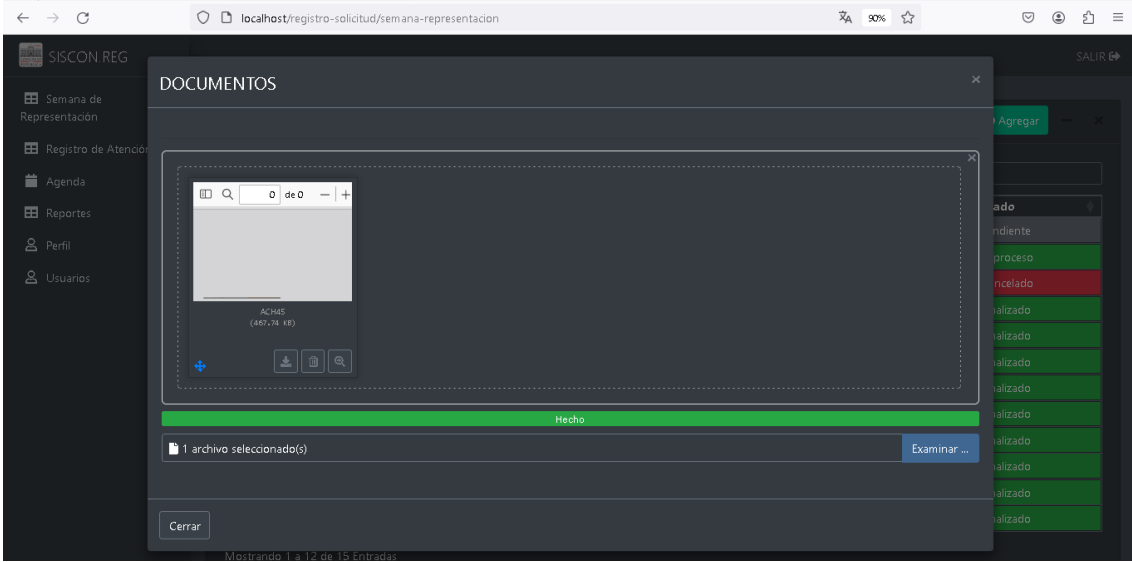 localhost/registro-solicitud/semana-representacion
90%
SISCON.REG
SALIR
DOCUMENTOS
×
Semana de
Representación
Agregar
Registro de Atención
Agenda
Reportes
Perfil
Usuarios
0 de 0
ACH45
(467.74 KB)
ado
ndiente
proceso
ncelado
alizado
alizado
alizado
alizado
alizado
alizado
alizado
alizado
alizado
Hecho
1 archivo seleccionado(s)
Examinar ...
Cerrar
Mostrando 1 a 12 de 15 Entradas